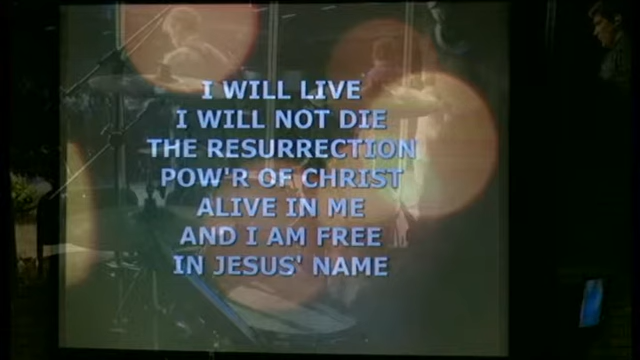 I WILL LIVE
I WILL NOT DIE
THE RESURRECTION
POW'R OF CHRIST
ALIVE IN ME
AND I AM FREE
IN JESUS' NAME